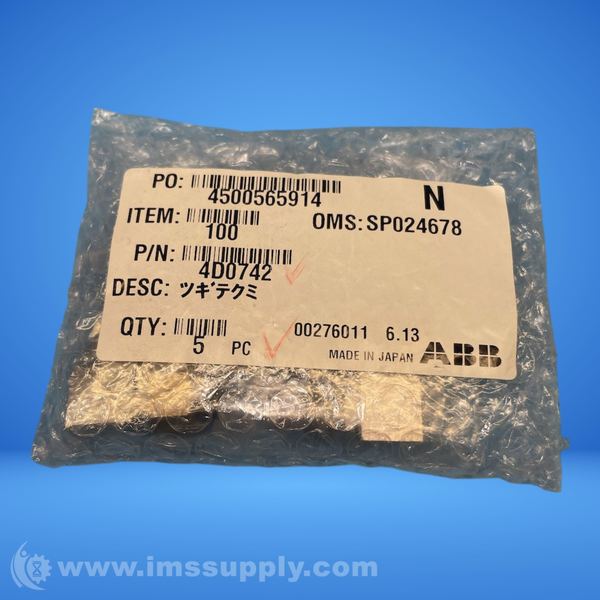 PO: 4500565914
N
ITEM: 100
OMS: SP024678
P/N: 4D0742
DESC: ツギテクミ
QTY: 5 PC
00276011 6.13
MADE IN JAPAN ABB
www.imssupply.com